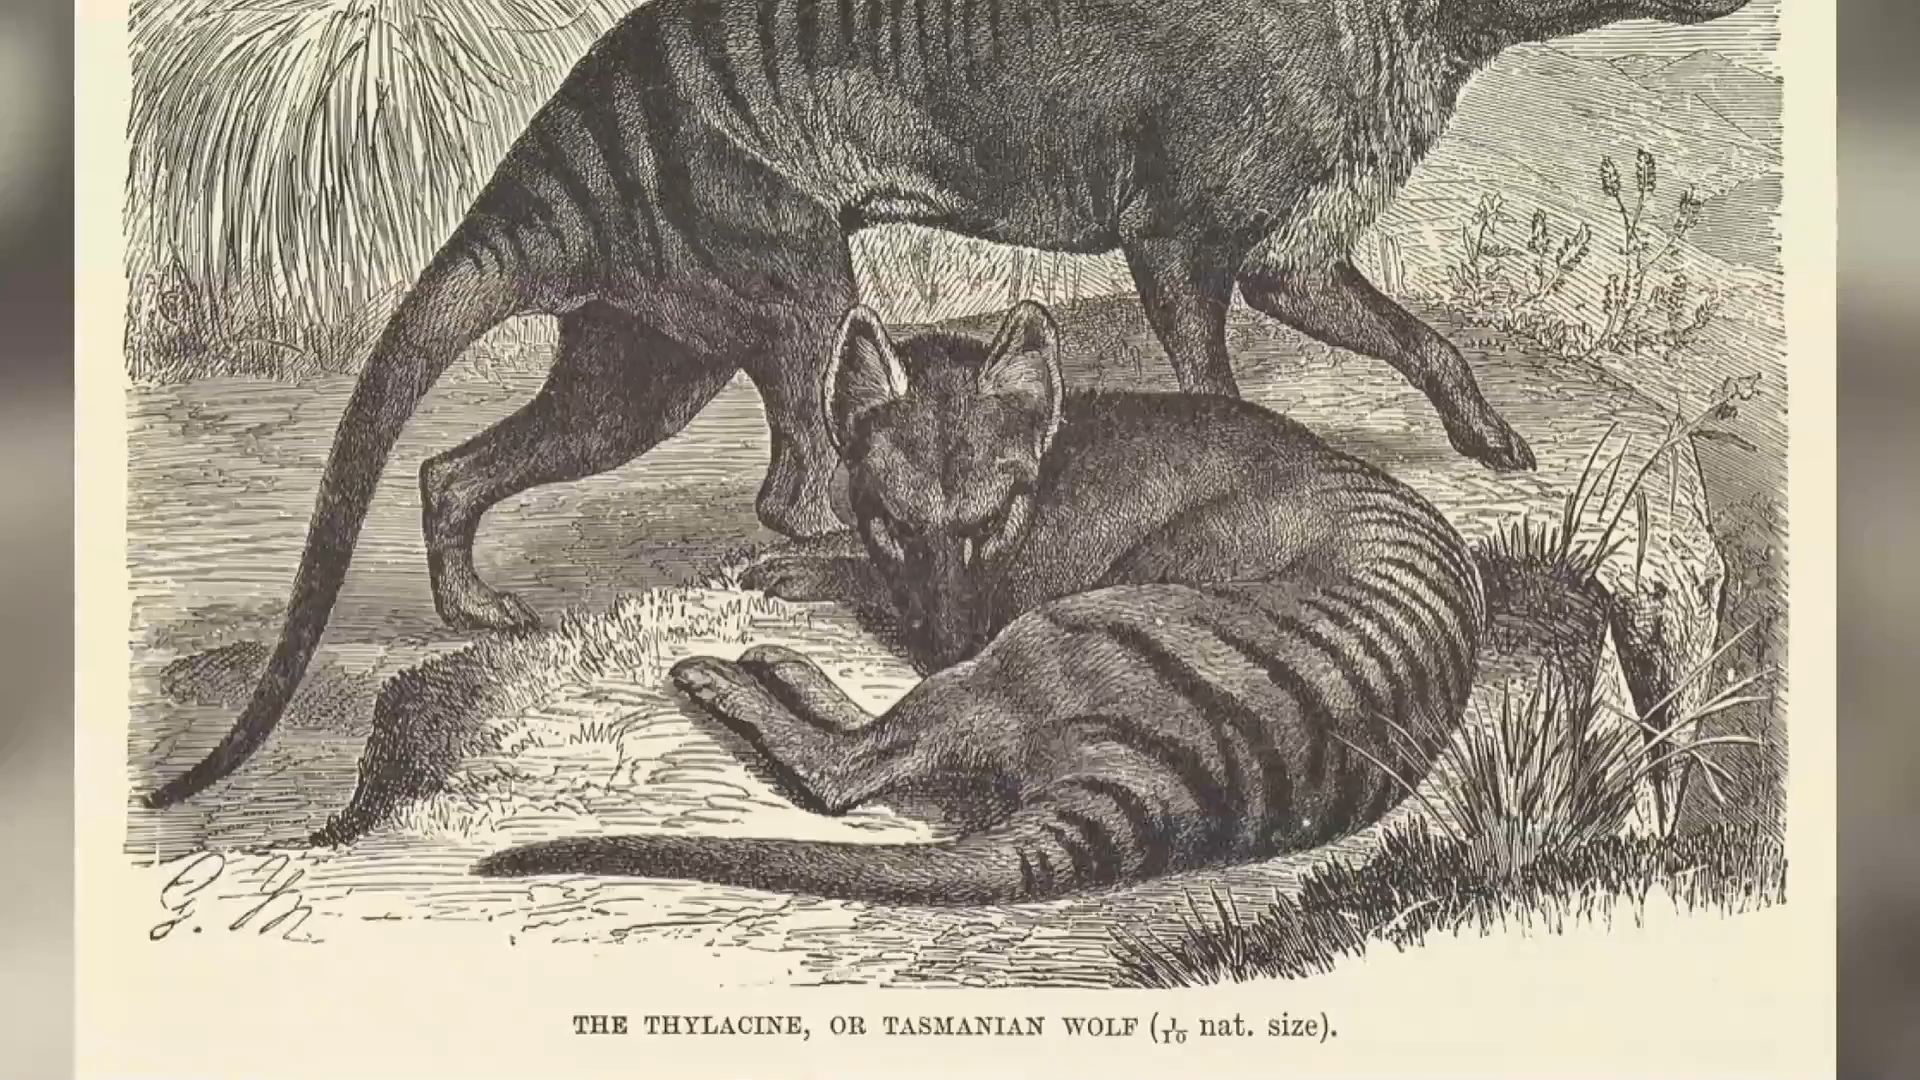 G. M.
THE THYLACINE, OR TASMANIAN WOLF (1/10 nat. size).